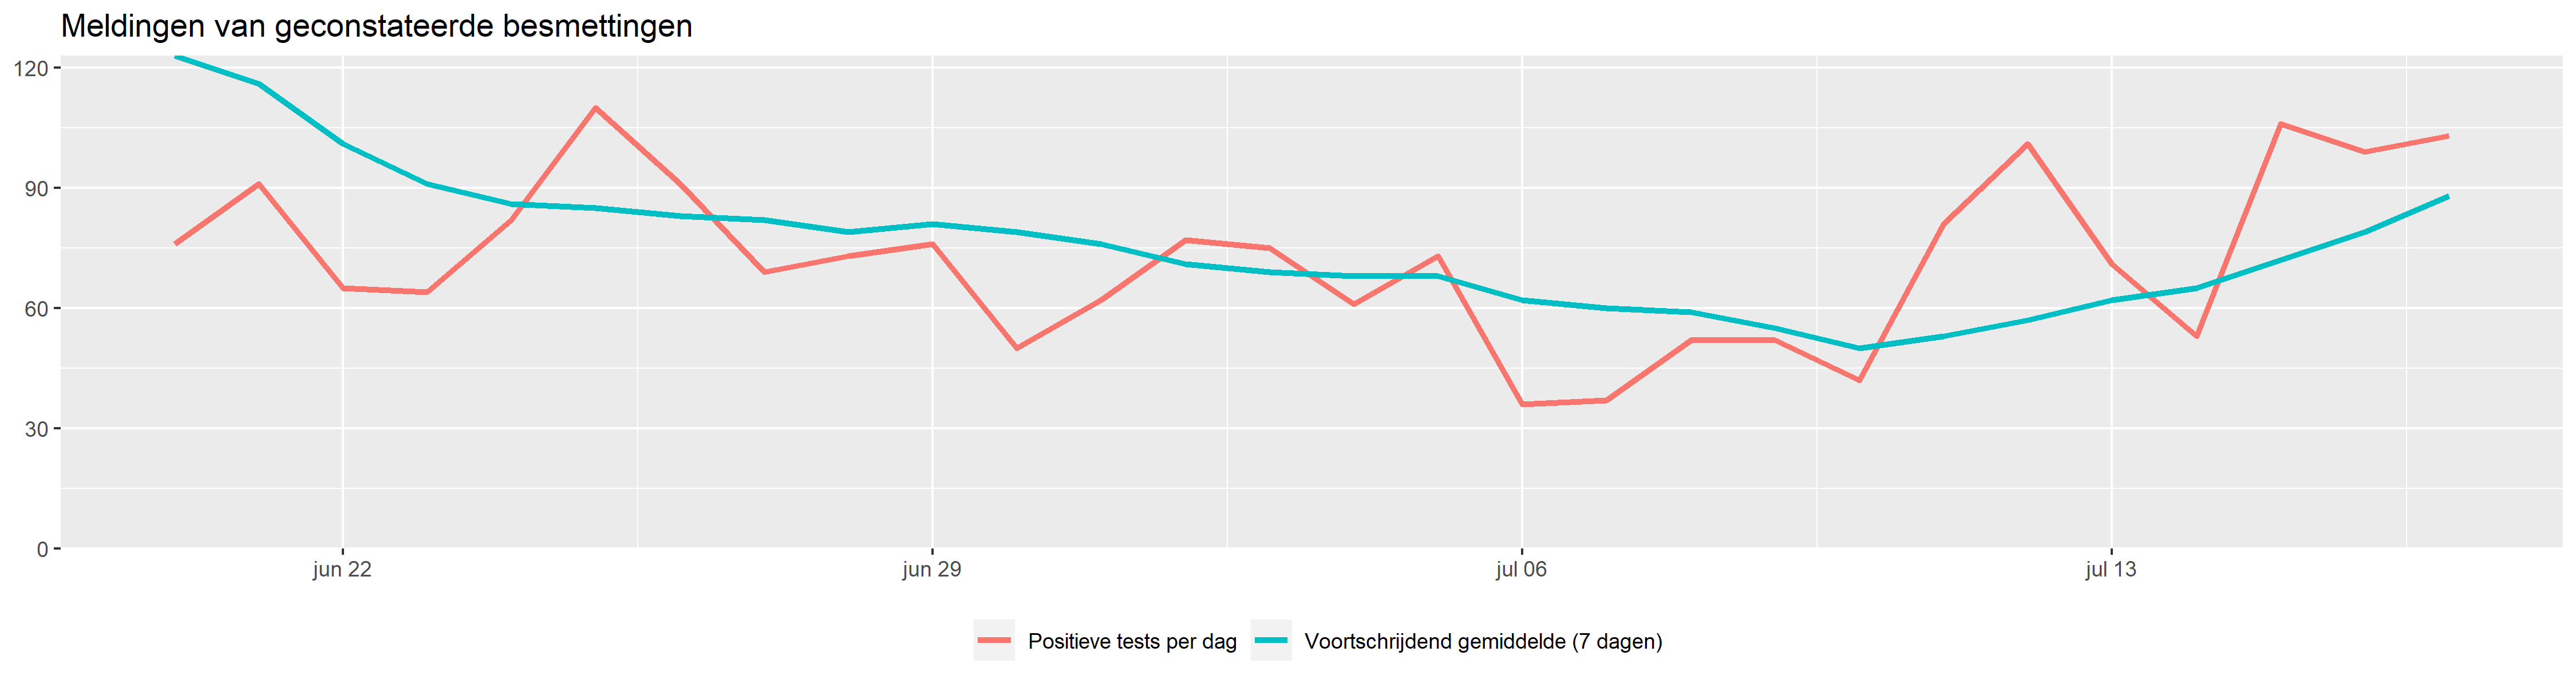 Meldingen van geconstateerde besmettingen
120
90
60
30
0
jun 22 jun 29 jul 06 jul 13
Positieve tests per dag Voortschrijdend gemiddelde (7 dagen)